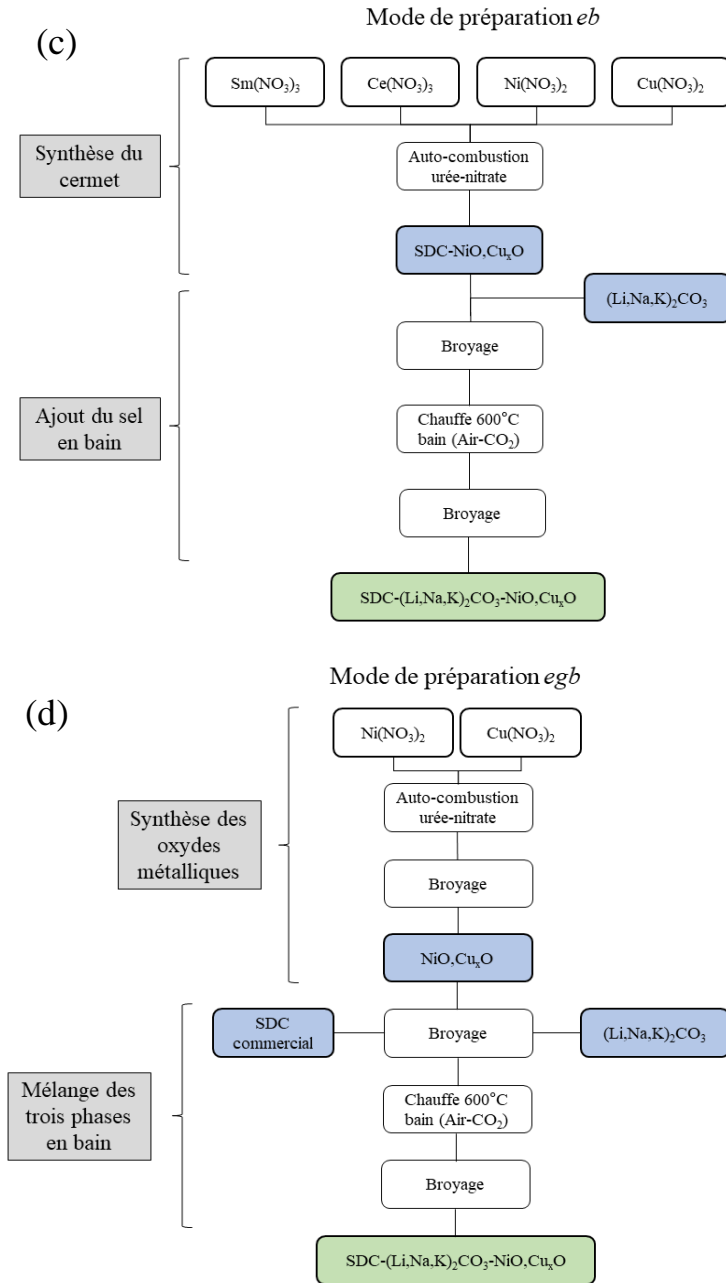 Mode de préparation eb
(c)
Sm(NO₃)₃
Ce(NO₃)₃
Ni(NO₃)₂
Cu(NO₃)₂
Synthèse du
cermet
Auto-combustion
urée-nitrate
SDC-NiO,CuₓO
(Li,Na,K)₂CO₃
Broyage
Ajout du sel
en bain
Chauffe 600°C
bain (Air-CO₂)
Broyage
SDC-(Li,Na,K)₂CO₃-NiO,CuₓO
Mode de préparation egb
(d)
Ni(NO₃)₂
Cu(NO₃)₂
Auto-combustion
urée-nitrate
Synthèse des
oxydes
métalliques
Broyage
NiO,CuₓO
SDC
commercial
Broyage
(Li,Na,K)₂CO₃
Mélange des
trois phases
en bain
Chauffe 600°C
bain (Air-CO₂)
Broyage
SDC-(Li,Na,K)₂CO₃-NiO,CuₓO